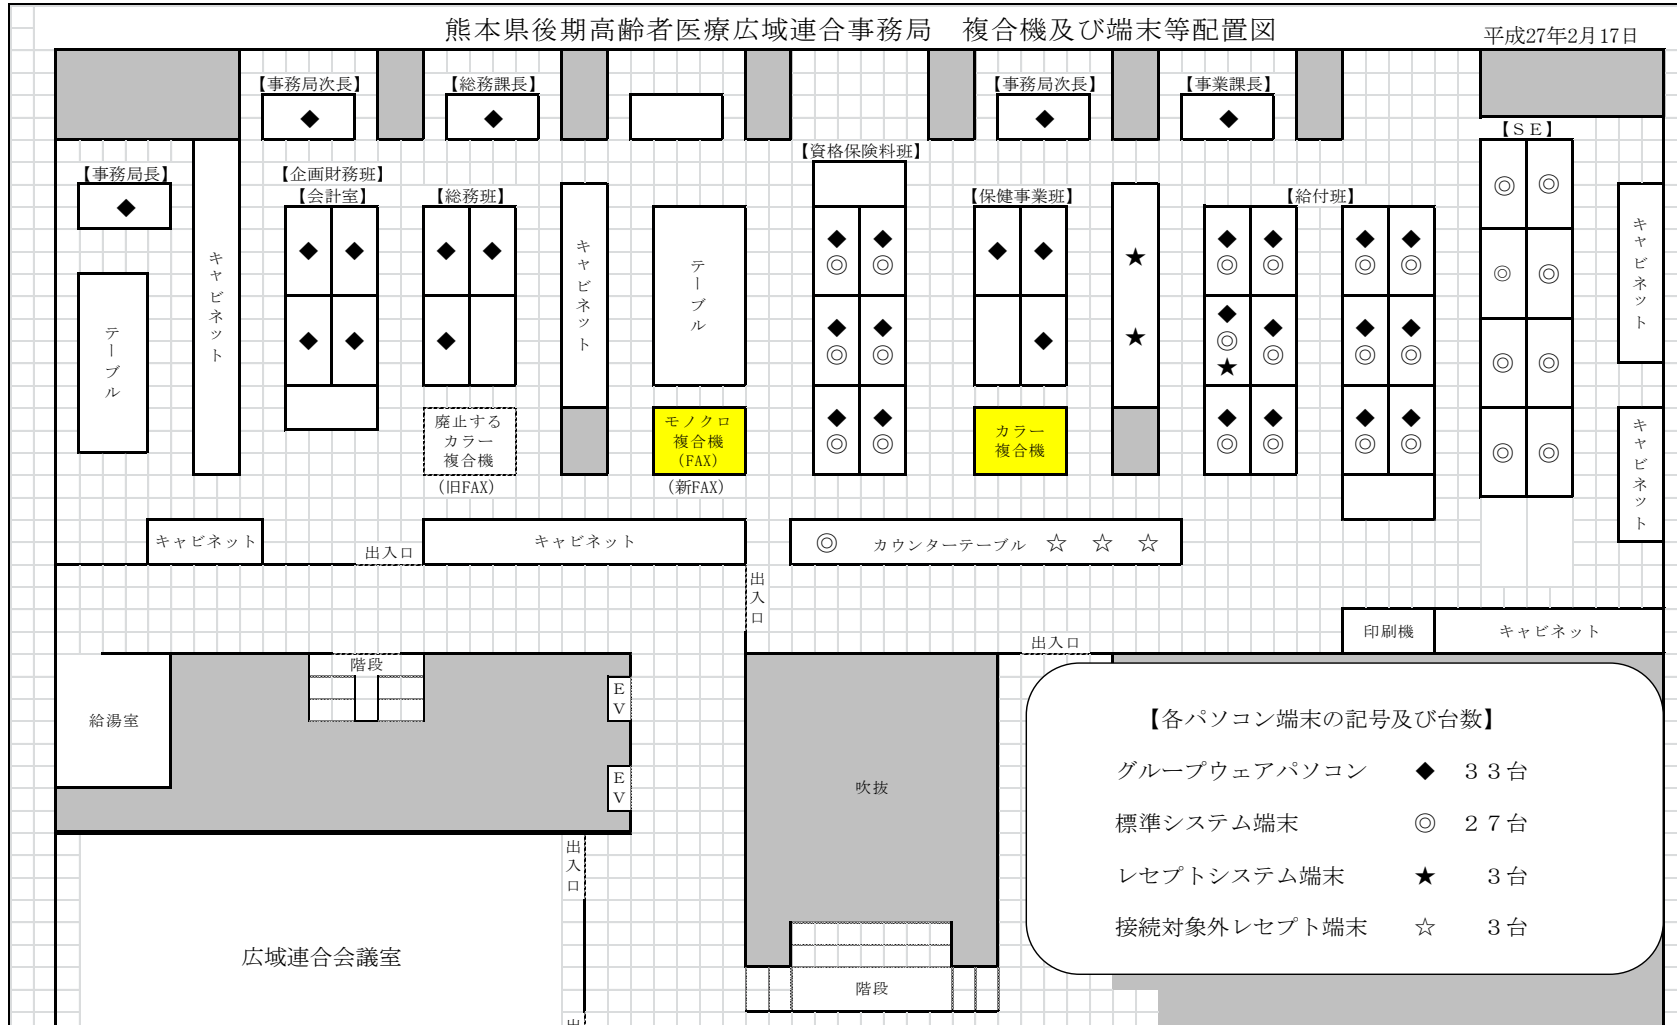 熊本県後期高齢者医療広域連合事務局　複合機及び端末等配置図
平成27年2月17日
【事務局次長】
◆
【総務課長】
◆
【事務局次長】
◆
【事業課長】
◆
【事務局長】
◆
テーブル
キャビネット
【企画財務班】
【会計室】
◆ ◆
◆ ◆
【総務班】
◆ ◆
◆
廃止する
カラー
複合機
(旧FAX)
キャビネット
テーブル
モノクロ
複合機
(FAX)
(新FAX)
【資格保険料班】
◆ ◆
◎ ◎
◆ ◆
◎ ◎
◆ ◆
◎ ◎
【保健事業班】
◆ ◆
◆
カラー
複合機
★
★
【給付班】
◆ ◆ ◆ ◆
◎ ◎ ◎ ◎
◆ ◆ ◆ ◆
◎ ◎ ◎ ◎
★
◆ ◆ ◆ ◆
◎ ◎ ◎ ◎
【ＳＥ】
◎ ◎
◎ ◎
◎ ◎
◎ ◎
キャビネット
キャビネット
キャビネット
出入口
キャビネット
◎ カウンターテーブル ☆ ☆ ☆
出入口
出入口
印刷機
キャビネット
階段
給湯室
ＥＶ
ＥＶ
吹抜
出入口
広域連合会議室
階段
【各パソコン端末の記号及び台数】
グループウェアパソコン ◆ ３３台
標準システム端末 ◎ ２７台
レセプトシステム端末 ★ ３台
接続対象外レセプト端末 ☆ ３台